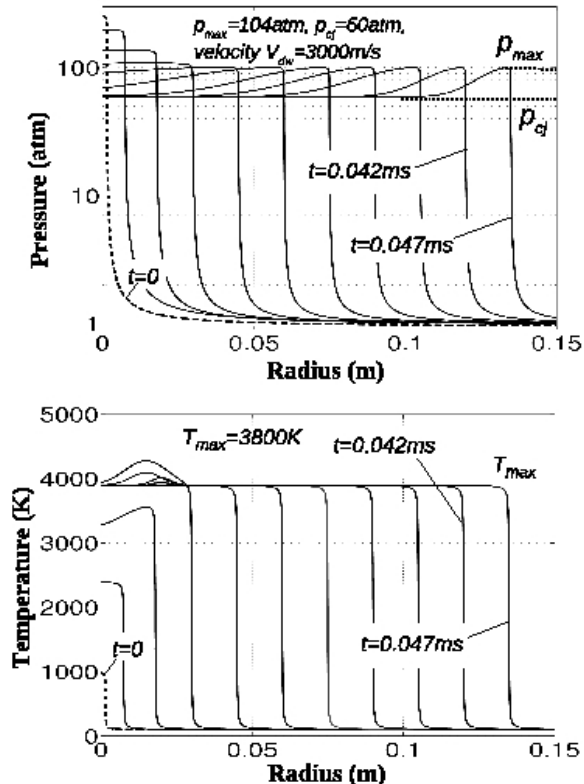 p_max=104atm, p_cj=60atm,
velocity V_dw=3000m/s
p_max
100
p_cj
t=0.042ms
10
t=0.047ms
t=0
1
0
0.05
0.1
0.15
Pressure (atm)
Radius (m)
5000
T_max=3800K
t=0.042ms
T_max
4000
3000
2000
t=0
1000
t=0.047ms
0
0
0.05
0.1
0.15
Temperature (K)
Radius (m)